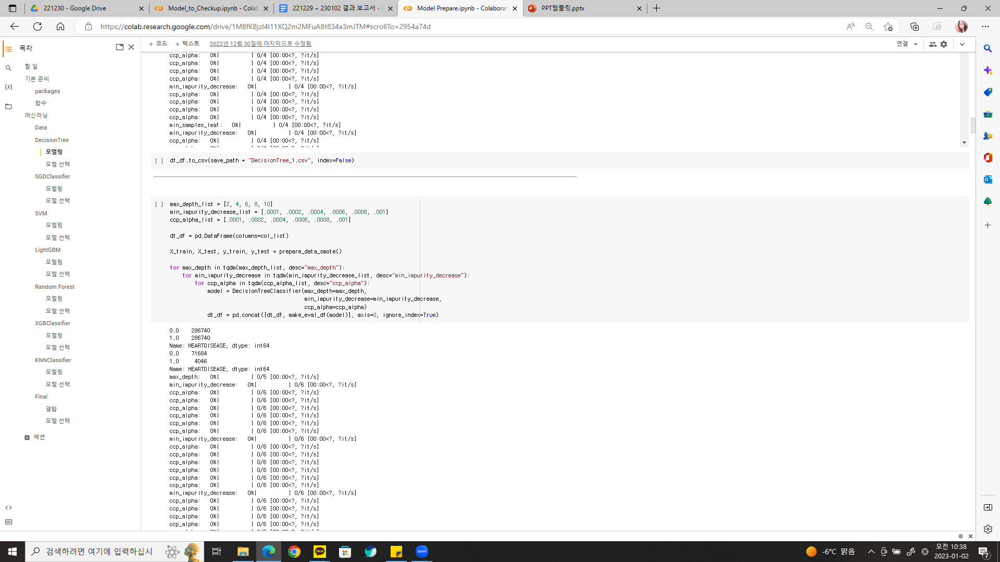 221230 - Google Drive
Model_to_Checkup.ipynb - Colab
221229 ~ 230102 결과 보고서 - G
Model Prepare.ipynb - Colaborat
PPT템플릿.pptx
https://colab.research.google.com/drive/1MBfKBjzI4I11XQ2m2MFuABt834a3mJTM#scrollTo=2954a74d
목차
+ 코드 + 텍스트 2022년 12월 30일에 마지막으로 수정됨
연결
할 일
기본 준비
packages
함수
머신러닝
Data
DecisionTree
모델링
모델 선택
SGDClassifier
모델링
모델 선택
SVM
모델링
모델 선택
LightGBM
모델링
모델 선택
Random Forest
모델링
모델 선택
XGBClassifier
모델링
모델 선택
KNNClassifier
모델링
모델 선택
Final
결합
모델 선택
섹션
ccp_alpha: 0%| | 0/4 [00:00<?, ?it/s]
ccp_alpha: 0%| | 0/4 [00:00<?, ?it/s]
ccp_alpha: 0%| | 0/4 [00:00<?, ?it/s]
ccp_alpha: 0%| | 0/4 [00:00<?, ?it/s]
min_impurity_decrease: 0%| | 0/4 [00:00<?, ?it/s]
ccp_alpha: 0%| | 0/4 [00:00<?, ?it/s]
ccp_alpha: 0%| | 0/4 [00:00<?, ?it/s]
ccp_alpha: 0%| | 0/4 [00:00<?, ?it/s]
ccp_alpha: 0%| | 0/4 [00:00<?, ?it/s]
min_samples_leaf: 0%| | 0/4 [00:00<?, ?it/s]
min_impurity_decrease: 0%| | 0/4 [00:00<?, ?it/s]
ccp_alpha: 0%| | 0/4 [00:00<?, ?it/s]
[ ] dt_df.to_csv(save_path + "DecisionTree_1.csv", index=False)
[ ] max_depth_list = [2, 4, 6, 8, 10]
min_impurity_decrease_list = [.0001, .0002, .0004, .0006, .0008, .001]
ccp_alpha_list = [.0001, .0002, .0004, .0006, .0008, .001]
dt_df = pd.DataFrame(columns=col_list)
X_train, X_test, y_train, y_test = prepare_data_smote()
for max_depth in tqdm(max_depth_list, desc="max_depth"):
for min_impurity_decrease in tqdm(min_impurity_decrease_list, desc="min_impurity_decrease"):
for ccp_alpha in tqdm(ccp_alpha_list, desc="ccp_alpha"):
model = DecisionTreeClassifier(max_depth=max_depth,
min_impurity_decrease=min_impurity_decrease,
ccp_alpha=ccp_alpha)
dt_df = pd.concat([dt_df, make_eval_df(model)], axis=0, ignore_index=True)
0.0 286740
1.0 286740
Name: HEARTDISEASE, dtype: int64
0.0 71684
1.0 4046
Name: HEARTDISEASE, dtype: int64
max_depth: 0%| | 0/5 [00:00<?, ?it/s]
min_impurity_decrease: 0%| | 0/6 [00:00<?, ?it/s]
ccp_alpha: 0%| | 0/6 [00:00<?, ?it/s]
ccp_alpha: 0%| | 0/6 [00:00<?, ?it/s]
ccp_alpha: 0%| | 0/6 [00:00<?, ?it/s]
ccp_alpha: 0%| | 0/6 [00:00<?, ?it/s]
ccp_alpha: 0%| | 0/6 [00:00<?, ?it/s]
ccp_alpha: 0%| | 0/6 [00:00<?, ?it/s]
min_impurity_decrease: 0%| | 0/6 [00:00<?, ?it/s]
ccp_alpha: 0%| | 0/6 [00:00<?, ?it/s]
ccp_alpha: 0%| | 0/6 [00:00<?, ?it/s]
ccp_alpha: 0%| | 0/6 [00:00<?, ?it/s]
ccp_alpha: 0%| | 0/6 [00:00<?, ?it/s]
ccp_alpha: 0%| | 0/6 [00:00<?, ?it/s]
ccp_alpha: 0%| | 0/6 [00:00<?, ?it/s]
min_impurity_decrease: 0%| | 0/6 [00:00<?, ?it/s]
ccp_alpha: 0%| | 0/6 [00:00<?, ?it/s]
ccp_alpha: 0%| | 0/6 [00:00<?, ?it/s]
ccp_alpha: 0%| | 0/6 [00:00<?, ?it/s]
ccp_alpha: 0%| | 0/6 [00:00<?, ?it/s]
검색하려면 여기에 입력하십시
TALK
zoom
-6°C 맑음
오전 10:38
2023-01-02
7